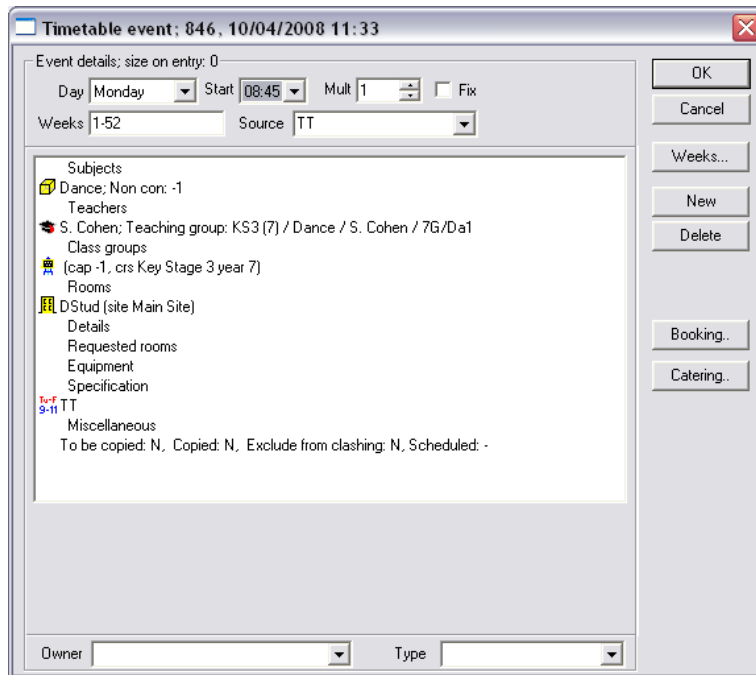 Timetable event; 846, 10/04/2008 11:33
Event details; size on entry: 0
Day Monday Start 08:45 Mult 1 Fix
Weeks 1-52 Source TT
OK
Cancel
Weeks...
New
Delete
Booking..
Catering..
Subjects
Dance; Non con: -1
Teachers
S. Cohen; Teaching group: KS3 (7) / Dance / S. Cohen / 7G/Da1
Class groups
(cap -1, crs Key Stage 3 year 7)
Rooms
DStud (site Main Site)
Details
Requested rooms
Equipment
Specification
Tu-F
9-11 TT
Miscellaneous
To be copied: N, Copied: N, Exclude from clashing: N, Scheduled: -
Owner Type